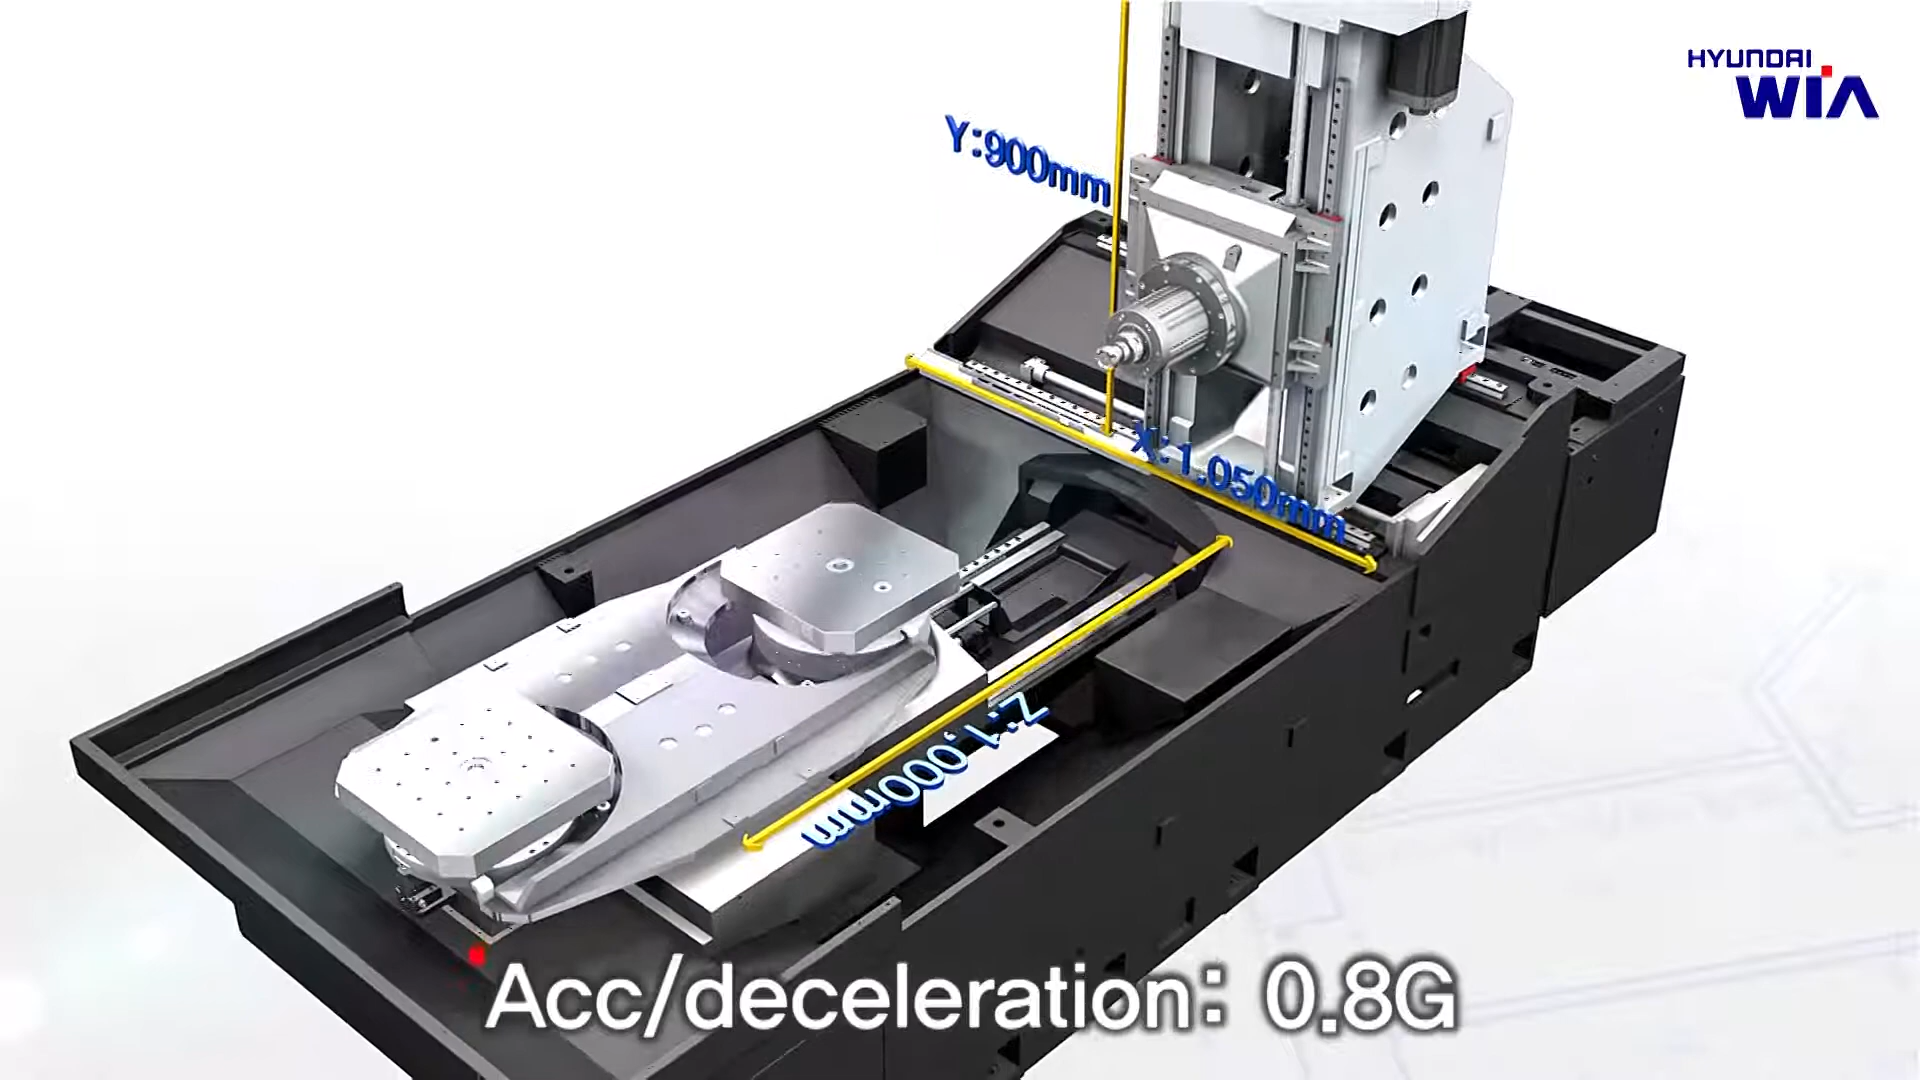 HYUNDAI
WIA
Y:900mm
X:1,050mm
Z:1,000mm
Acc/deceleration: 0.8G